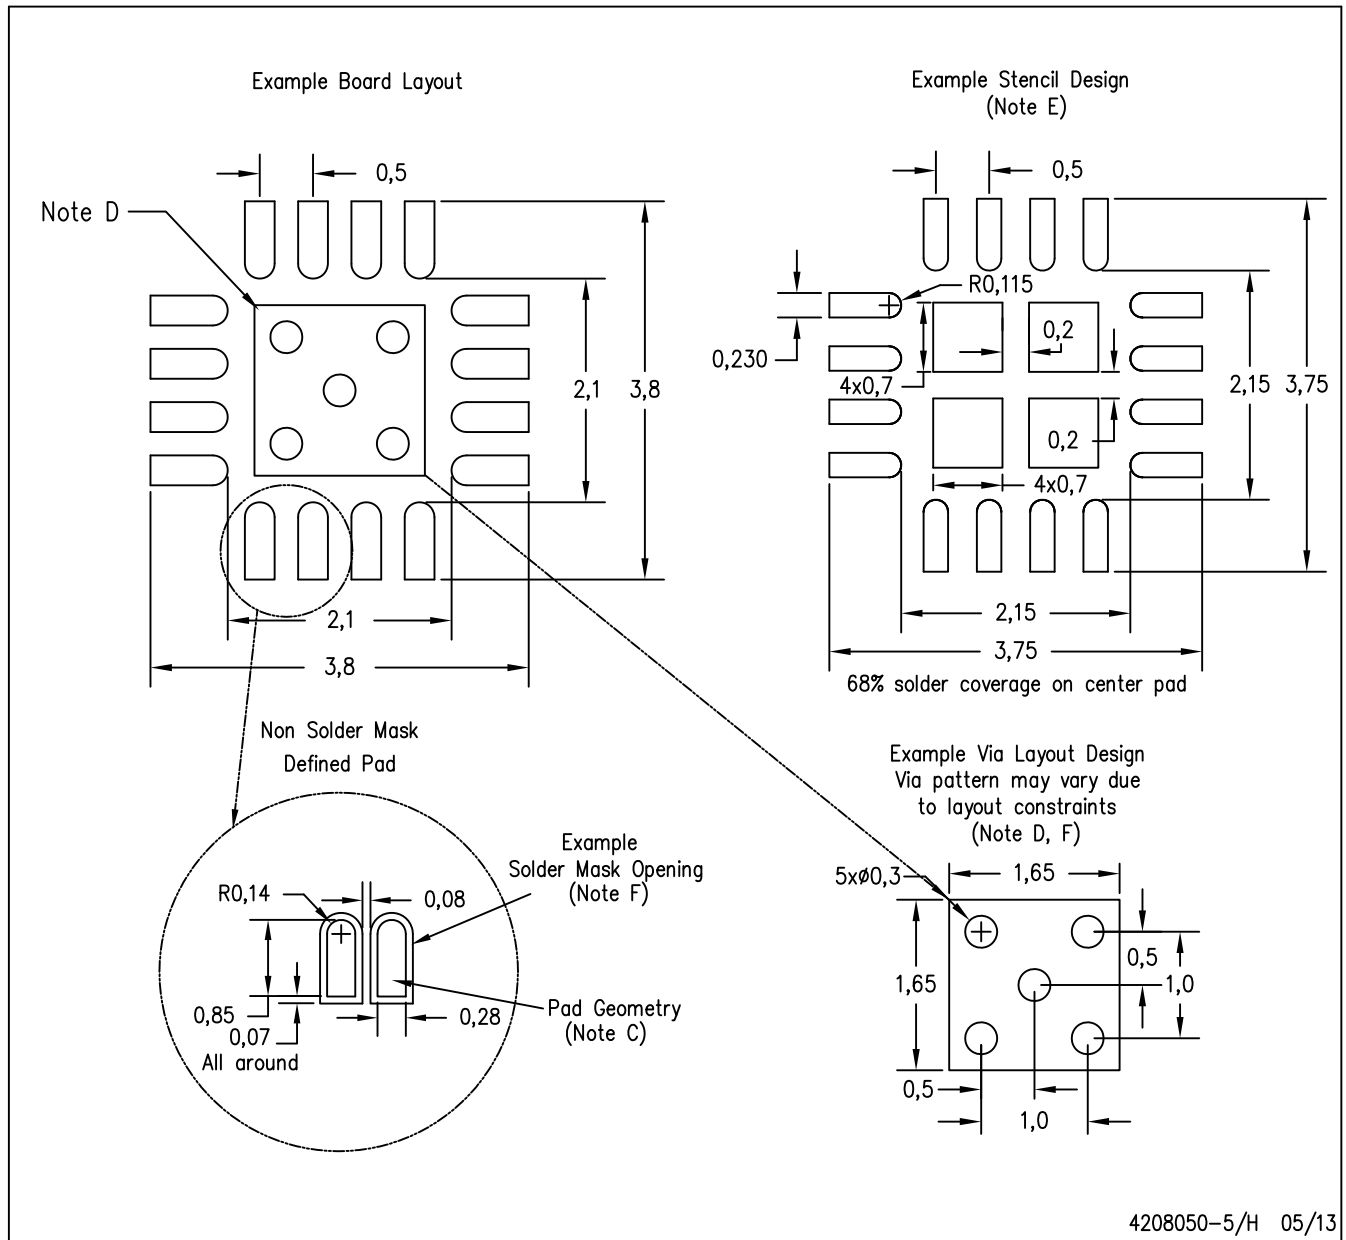 Example Board Layout
0,5
Note D
2,1
3,8
2,1
3,8
Example Stencil Design
(Note E)
0,5
R0,115
0,230
0,2
4x0,7
2,15
3,75
0,2
4x0,7
2,15
3,75
68% solder coverage on center pad
Non Solder Mask
Defined Pad
Example
Solder Mask Opening
(Note F)
R0,14
0,08
0,85
0,07
All around
0,28
Pad Geometry
(Note C)
Example Via Layout Design
Via pattern may vary due
to layout constraints
(Note D, F)
5xø0,3
1,65
1,65
0,5
1,0
0,5
1,0
4208050-5/H 05/13